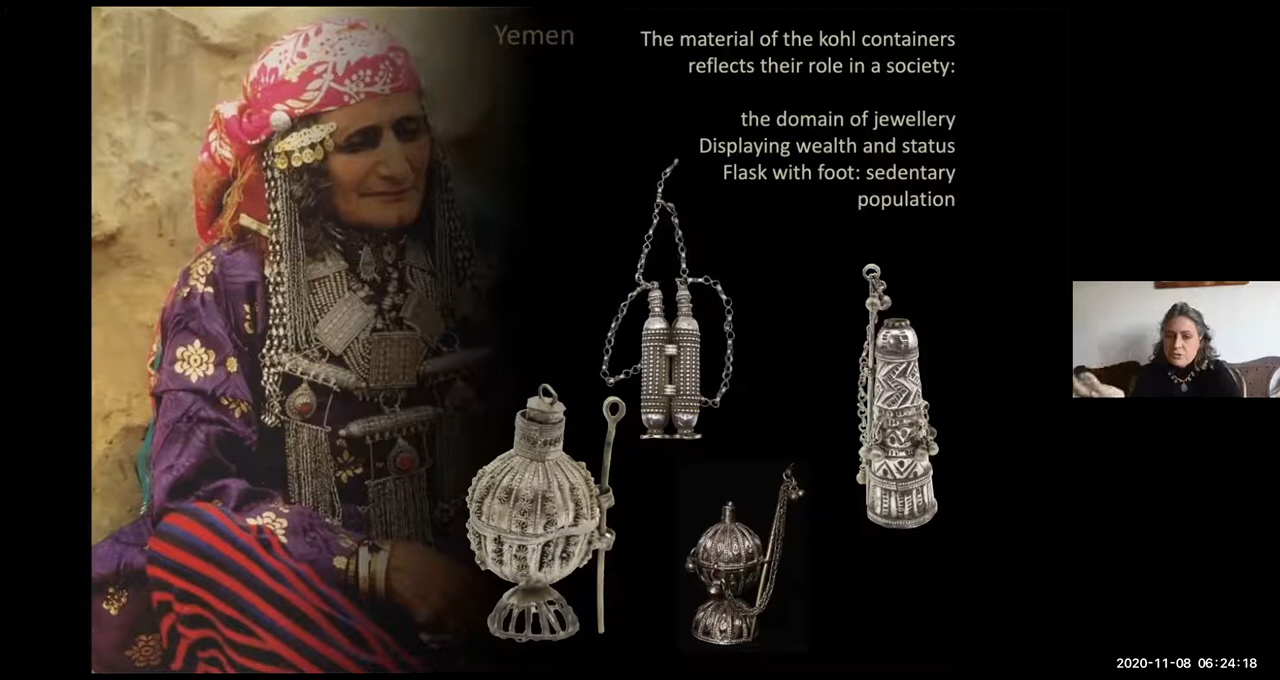 Yemen
The material of the kohl containers
reflects their role in a society:
the domain of jewellery
Displaying wealth and status
Flask with foot: sedentary
population
2020-11-08 06:24:18